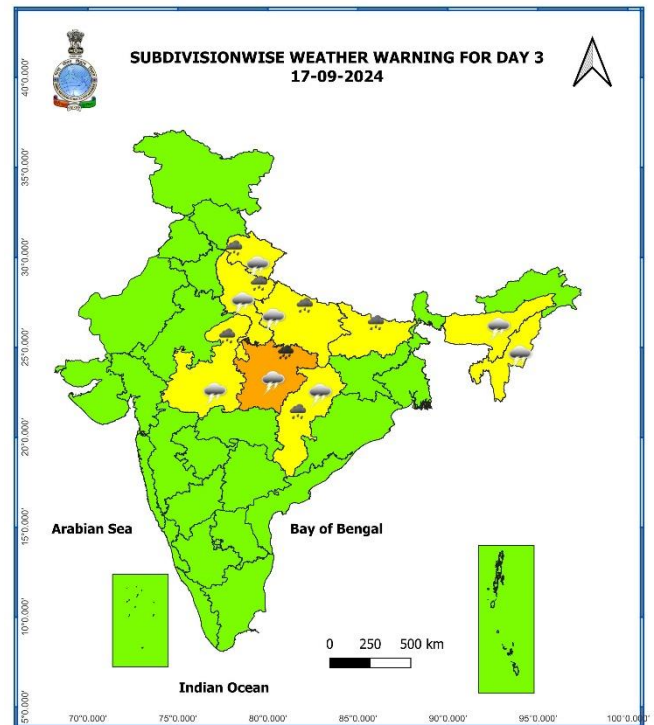 SUBDIVISIONWISE WEATHER WARNING FOR DAY 3
17-09-2024
40°0.000'
35°0.000'
30°0.000'
25°0.000'
20°0.000'
15°0.000'
10°0.000'
5°0.000'
Arabian Sea
Bay of Bengal
0 250 500 km
Indian Ocean
70°0.000' 75°0.000' 80°0.000' 85°0.000' 90°0.000' 95°0.000' 100°0.000'